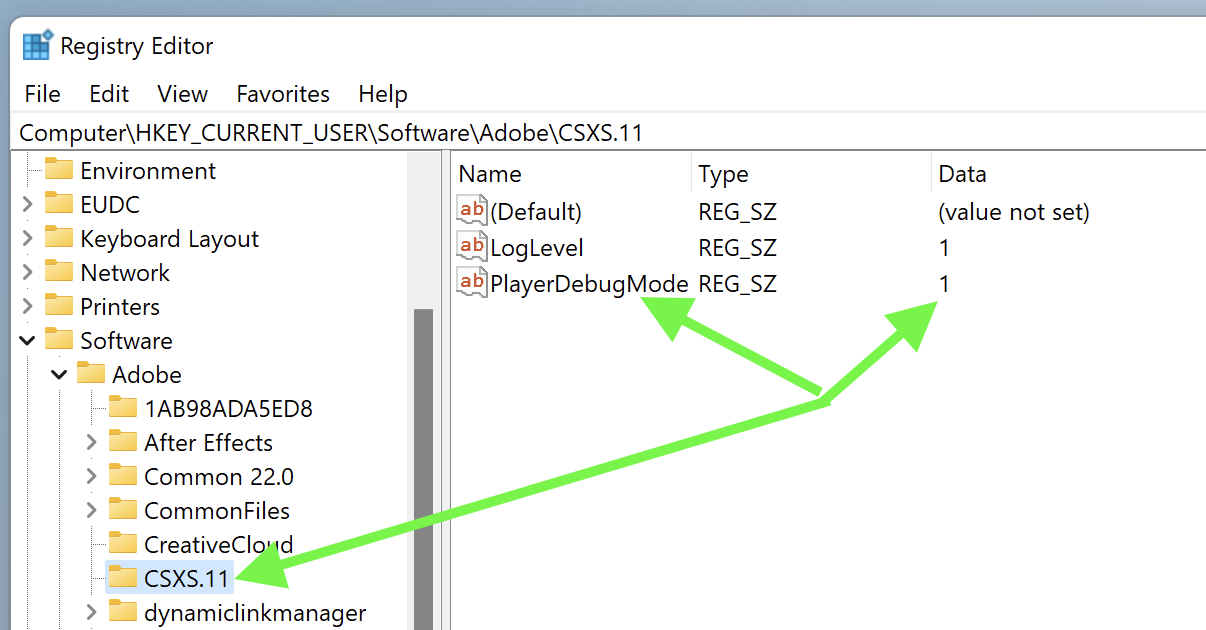 Registry Editor
File Edit View Favorites Help
Computer\HKEY_CURRENT_USER\Software\Adobe\CSXS.11
Environment
EUDC
Keyboard Layout
Network
Printers
Software
Adobe
1AB98ADA5ED8
After Effects
Common 22.0
CommonFiles
CreativeCloud
CSXS.11
dynamiclinkmanager
Name Type Data
ab (Default) REG_SZ (value not set)
ab LogLevel REG_SZ 1
ab PlayerDebugMode REG_SZ 1